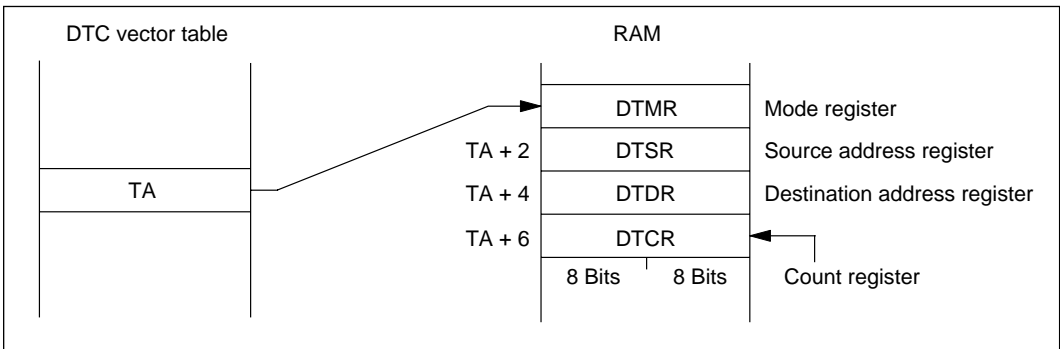 DTC vector table
RAM
DTMR
Mode register
TA + 2
DTSR
Source address register
TA
TA + 4
DTDR
Destination address register
TA + 6
DTCR
8 Bits
8 Bits
Count register